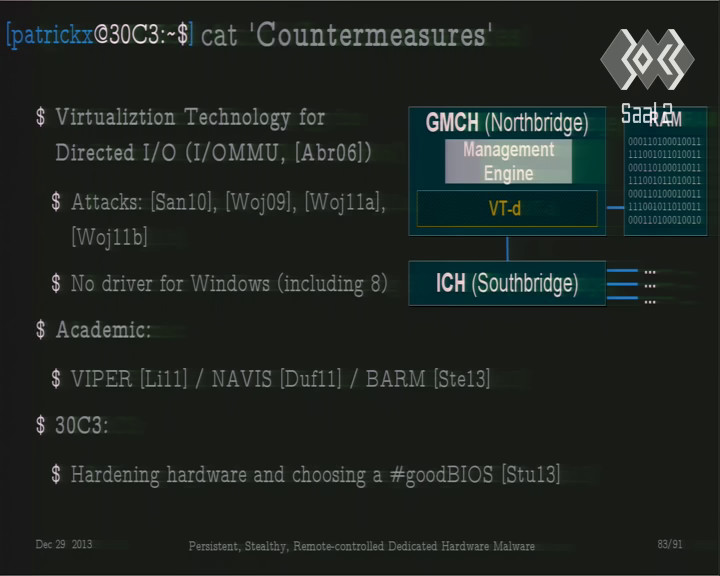 [patrickx@30C3:~$] cat 'Countermeasures'
$ Virtualiztion Technology for
Directed I/O (I/OMMU, [Abr06])
$ Attacks: [San10], [Woj09], [Woj11a],
[Woj11b]
$ No driver for Windows (including 8)
$ Academic:
$ VIPER [Li11] / NAVIS [Duf11] / BARM [Ste13]
$ 30C3:
$ Hardening hardware and choosing a #goodBIOS [Stu13]
Saal 2
GMCH (Northbridge)
Management
Engine
VT-d
RAM
000110100010011
111001011010011
000110100010011
111001011010011
000110100010011
111001011010011
000110100010010
ICH (Southbridge)
...
...
...
Dec 29 2013
Persistent, Stealthy, Remote-controlled Dedicated Hardware Malware
83/91